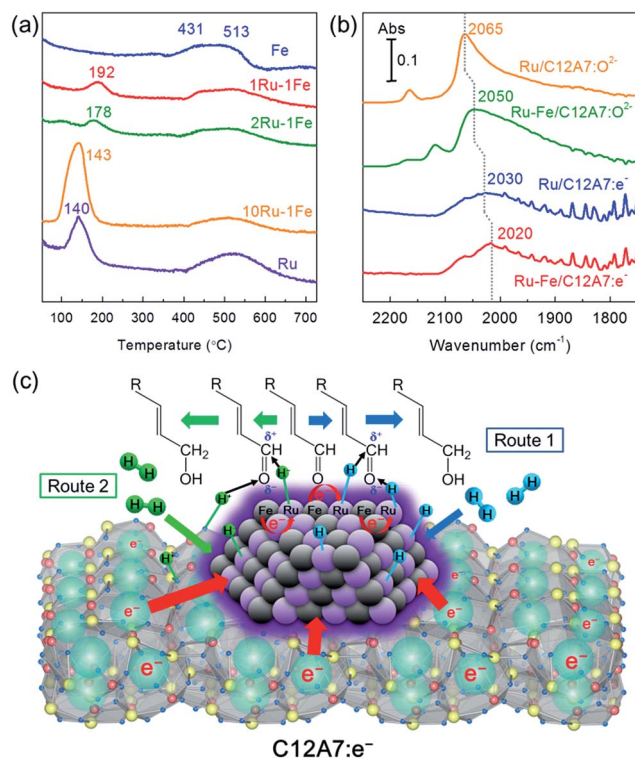 (a)
431 513
Fe
192
1Ru-1Fe
178
2Ru-1Fe
143
10Ru-1Fe
140
Ru
100 200 300 400 500 600 700
Temperature (°C)
(b)
Abs
0.1
2065
Ru/C12A7:O²⁻
2050
Ru-Fe/C12A7:O²⁻
2030
Ru/C12A7:e⁻
2020
Ru-Fe/C12A7:e⁻
2200 2100 2000 1900 1800
Wavenumber (cm⁻¹)
(c)
R R R R R
CH₂ CH CH CH CH₂
δ⁺ δ⁺
OH O O O OH
δ⁻ δ⁻
Route 2
Route 1
H H
H H
H H
H H
H⁺ H⁻ H H
Fe Ru Fe Ru Fe Ru
e⁻ e⁻ e⁻
H H H H
H⁺
e⁻ e⁻ e⁻ e⁻
e⁻ e⁻
e⁻ e⁻ e⁻ e⁻
C12A7:e⁻